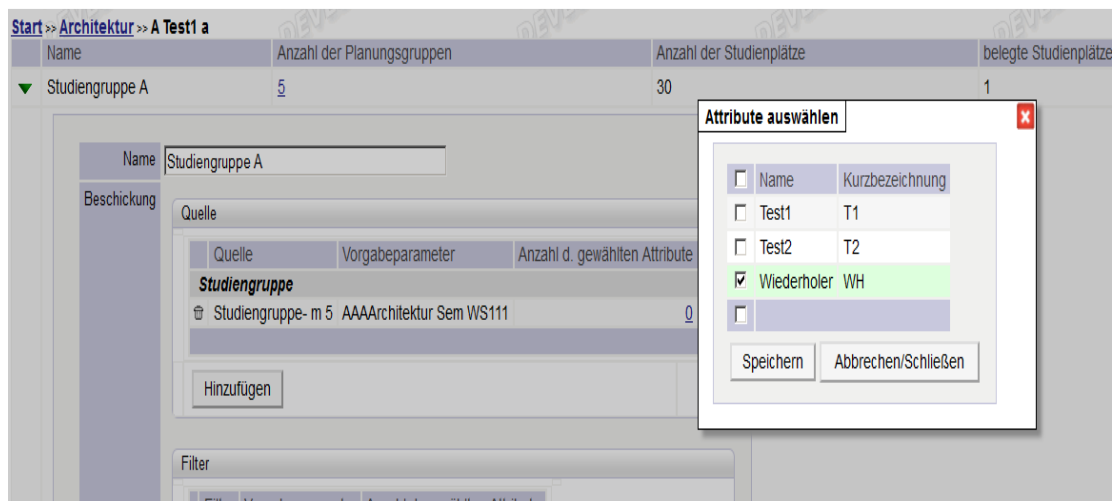 Start >> Architektur >> A Test1 a
Name Anzahl der Planungsgruppen Anzahl der Studienplätze belegte Studienplätze
Studiengruppe A 5 30 1
Attribute auswählen
Name Studiengruppe A
Beschickung
Quelle
Quelle Vorgabeparameter Anzahl d. gewählten Attribute
Studiengruppe
Studiengruppe- m 5 AAAArchitektur Sem WS111 0
Hinzufügen
Name Kurzbezeichnung
Test1 T1
Test2 T2
Wiederholer WH
Speichern Abbrechen/Schließen
Filter